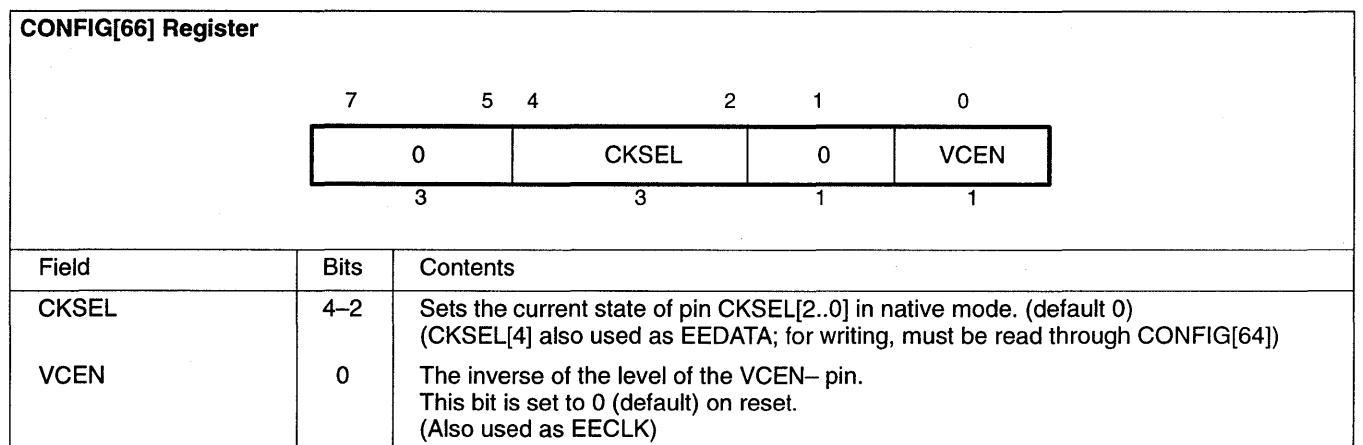 CONFIG[66] Register
7 5 4 2 1 0
0 CKSEL 0 VCEN
3 3 1 1
Field Bits Contents
CKSEL 4–2 Sets the current state of pin CKSEL[2..0] in native mode. (default 0)
(CKSEL[4] also used as EEDATA; for writing, must be read through CONFIG[64])
VCEN 0 The inverse of the level of the VCEN– pin.
This bit is set to 0 (default) on reset.
(Also used as EECLK)